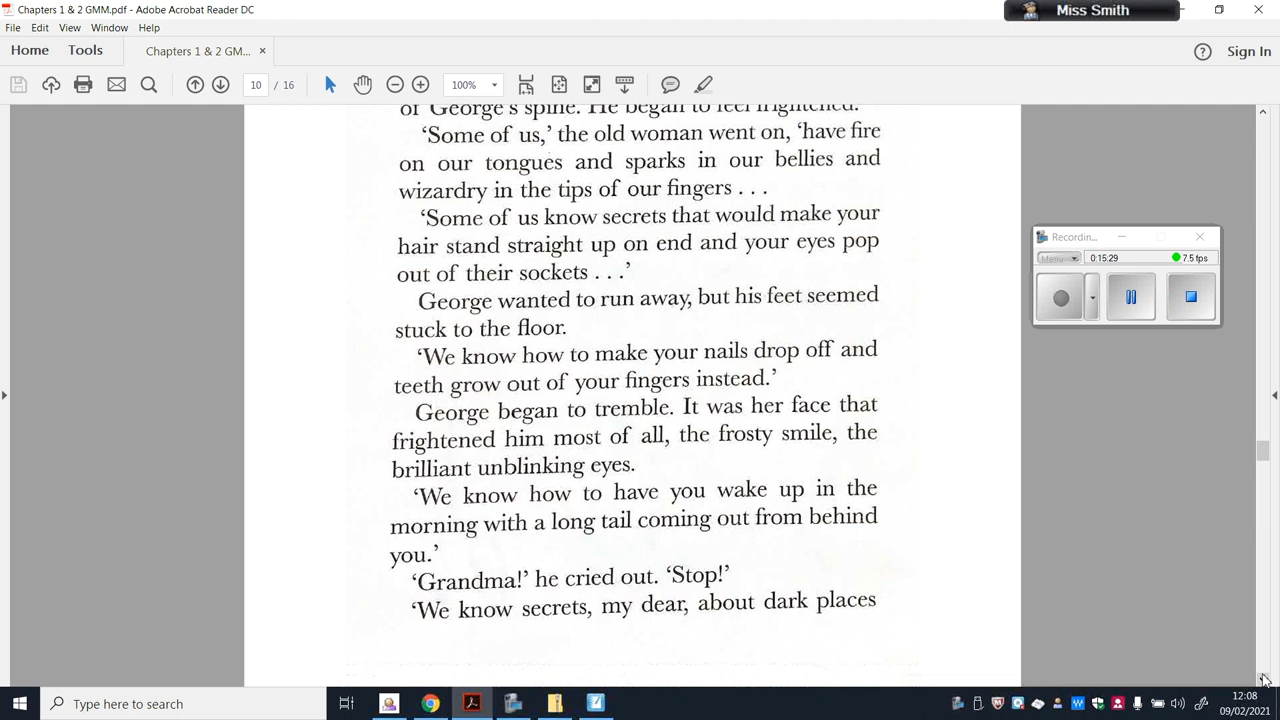 Chapters 1 & 2 GMM.pdf - Adobe Acrobat Reader DC
Miss Smith
File Edit View Window Help
Home Tools Chapters 1 & 2 GM... ×
Sign In
10 / 16 100%
of George's spine. He began to feel frightened.
‘Some of us,’ the old woman went on, ‘have fire
on our tongues and sparks in our bellies and
wizardry in the tips of our fingers . . .
‘Some of us know secrets that would make your
hair stand straight up on end and your eyes pop
out of their sockets . . .’
George wanted to run away, but his feet seemed
stuck to the floor.
‘We know how to make your nails drop off and
teeth grow out of your fingers instead.’
George began to tremble. It was her face that
frightened him most of all, the frosty smile, the
brilliant unblinking eyes.
‘We know how to have you wake up in the
morning with a long tail coming out from behind
you.’
‘Grandma!’ he cried out. ‘Stop!’
‘We know secrets, my dear, about dark places
Recordin...
Menu 0:15:29 7.5 fps
Type here to search
12:08
09/02/2021